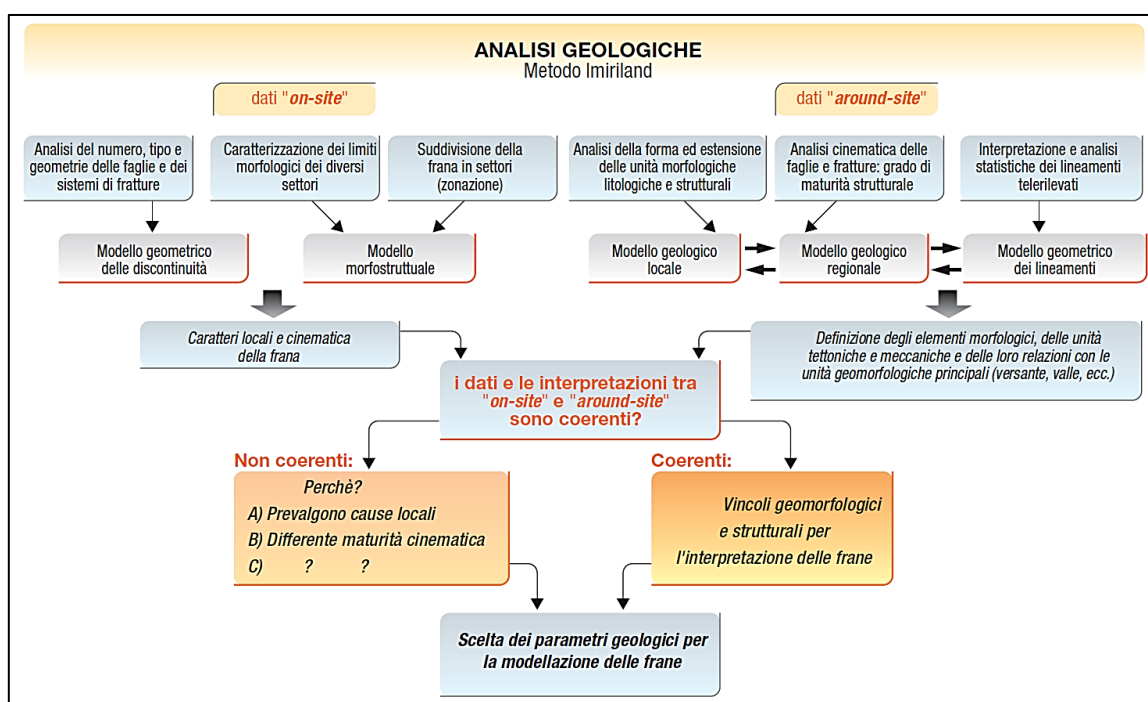 ANALISI GEOLOGICHE
Metodo Imiriland
dati "on-site"
dati "around-site"
Analisi del numero, tipo e
geometrie delle faglie e dei
sistemi di fratture
Caratterizzazione dei limiti
morfologici dei diversi
settori
Suddivisione della
frana in settori
(zonazione)
Analisi della forma ed estensione
delle unità morfologiche
litologiche e strutturali
Analisi cinematica delle
faglie e fratture: grado di
maturità strutturale
Interpretazione e analisi
statistiche dei lineamenti
telerilevati
Modello geometrico
delle discontinuità
Modello
morfostruttuale
Modello geologico
locale
Modello geologico
regionale
Modello geometrico
dei lineamenti
Caratteri locali e cinematica
della frana
Definizione degli elementi morfologici, delle unità
tettoniche e meccaniche e delle loro relazioni con le
unità geomorfologiche principali (versante, valle, ecc.)
i dati e le interpretazioni tra
"on-site" e "around-site"
sono coerenti?
Non coerenti:
Perchè?
A) Prevalgono cause locali
B) Differente maturità cinematica
C) ? ?
Coerenti:
Vincoli geomorfologici
e strutturali per
l'interpretazione delle frane
Scelta dei parametri geologici per
la modellazione delle frane